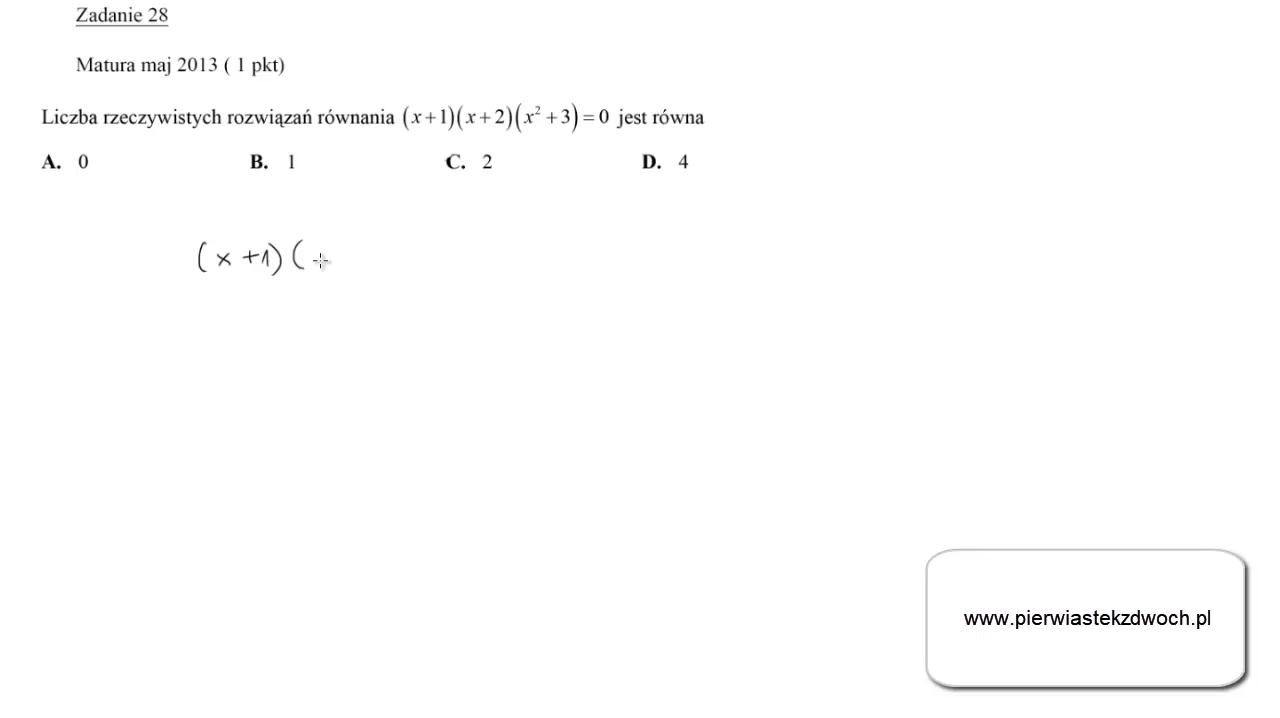 Zadanie 28
Matura maj 2013 ( 1 pkt)
Liczba rzeczywistych rozwiązań równania (x+1)(x+2)(x²+3)=0 jest równa
A. 0 B. 1 C. 2 D. 4
(x +1) (
www.pierwiastekzdwoch.pl